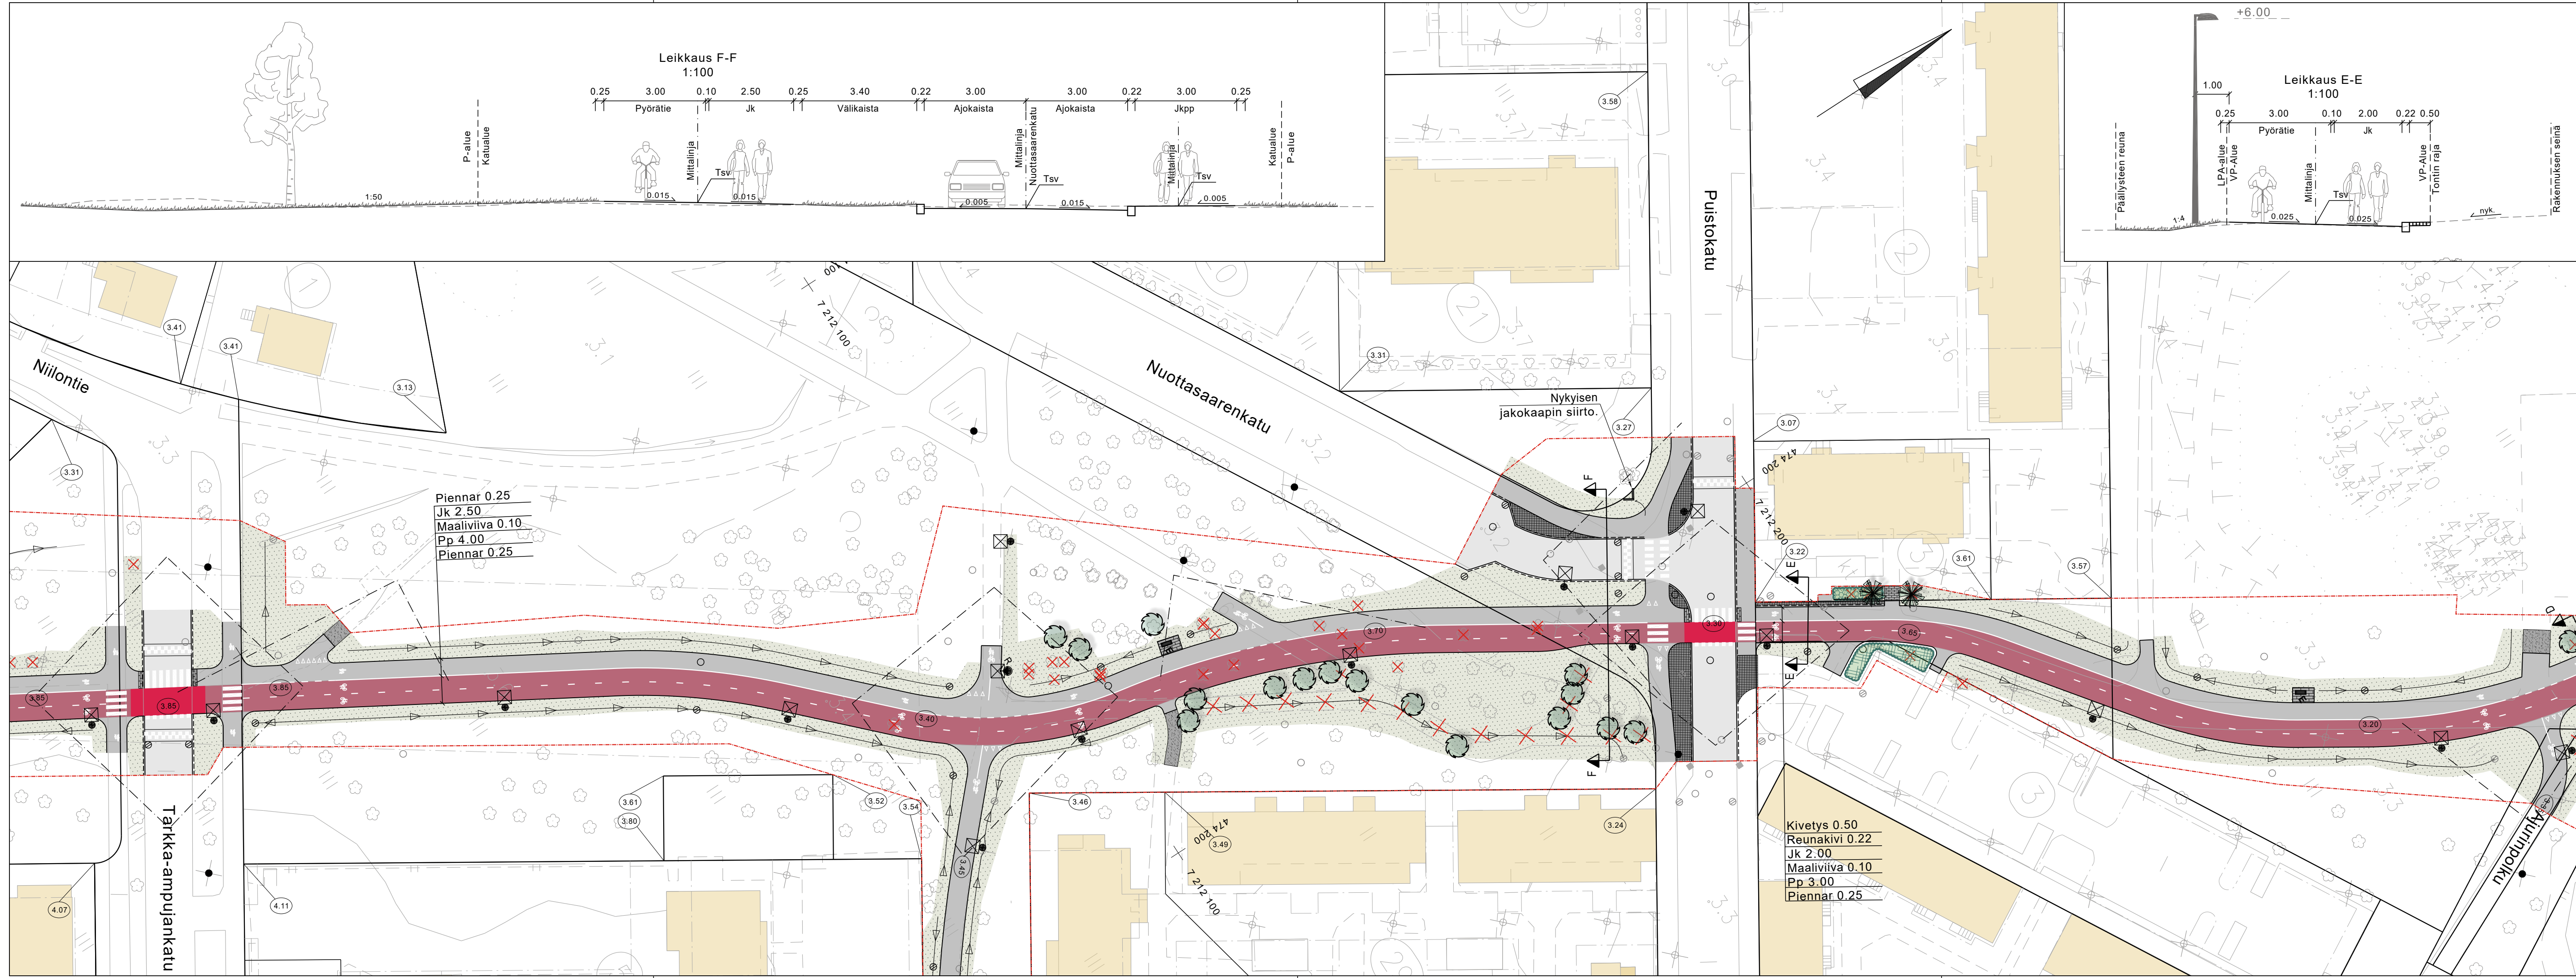 Leikkaus F-F
1:100
0.25 3.00 0.10 2.50 0.25 3.40 0.22 3.00 3.00 0.22 3.00 0.25
Pyörätie Jk Välikaista Ajokaista Ajokaista Jkpp
P-alue
Katualue
Mittalinja
Tsv
Mittalinja
Nuottasaarenkatu
Tsv
Mittalinja
Tsv
Katualue
P-alue
1:50
0.015
0.015
0.005
0.015
0.005
+6.00
Leikkaus E-E
1:100
1.00
0.25 3.00 0.10 2.00 0.22 0.50
Pyörätie Jk
Päällysteen reuna
LPA-alue
VP-Alue
Mittalinja
Tsv
VP-Alue
Tontin raja
Rakennuksen seinä
1:4
0.025
0.025
nyk.
Niilontie
3.41
3.41
3.13
3.31
7 212 100
Nuottasaarenkatu
Puistokatu
3.58
21
3.31
Nykyisen
jakokaapin siirto.
3.27
3.07
474 200
7 212 200
3.22
3.61
3.57
F
F
E
E
D
Piennar 0.25
Jk 2.50
Maaliviiva 0.10
Pp 4.00
Piennar 0.25
3.85
3.85
3.85
3.40
3.70
3.30
3.65
3.20
3.45
Tarkka-ampujankatu
4.07
4.11
3.61
3.80
3.52
3.54
3.46
474 200
3.49
7 212 100
3.24
Kivetys 0.50
Reunakivi 0.22
Jk 2.00
Maaliviiva 0.10
Pp 3.00
Piennar 0.25
3
Ajurinpolku